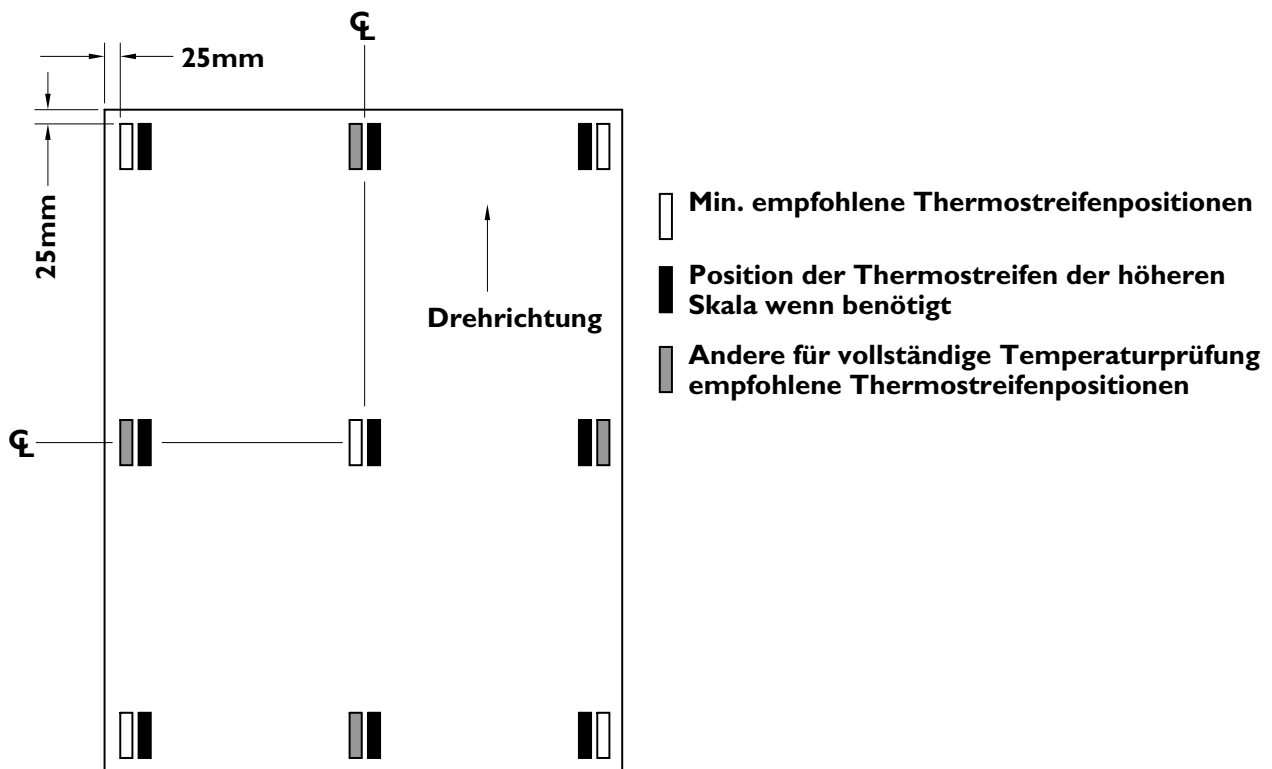 ℄
25mm
25mm
Drehrichtung
℄
Min. empfohlene Thermostreifenpositionen
Position der Thermostreifen der höheren
Skala wenn benötigt
Andere für vollständige Temperaturprüfung
empfohlene Thermostreifenpositionen